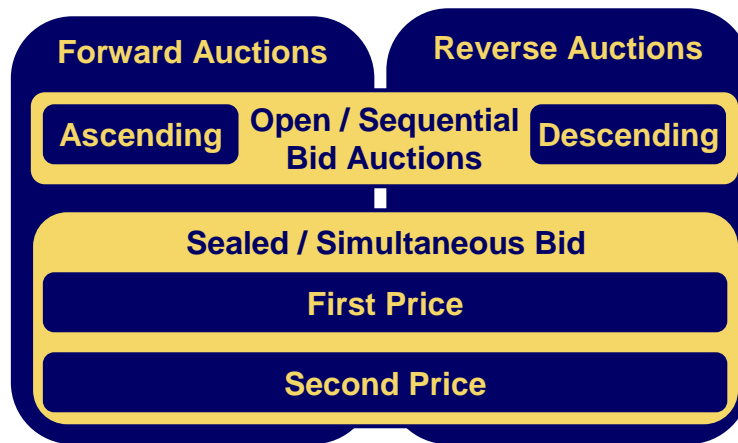 Forward Auctions
Reverse Auctions
Ascending
Open / Sequential
Bid Auctions
Descending
Sealed / Simultaneous Bid
First Price
Second Price